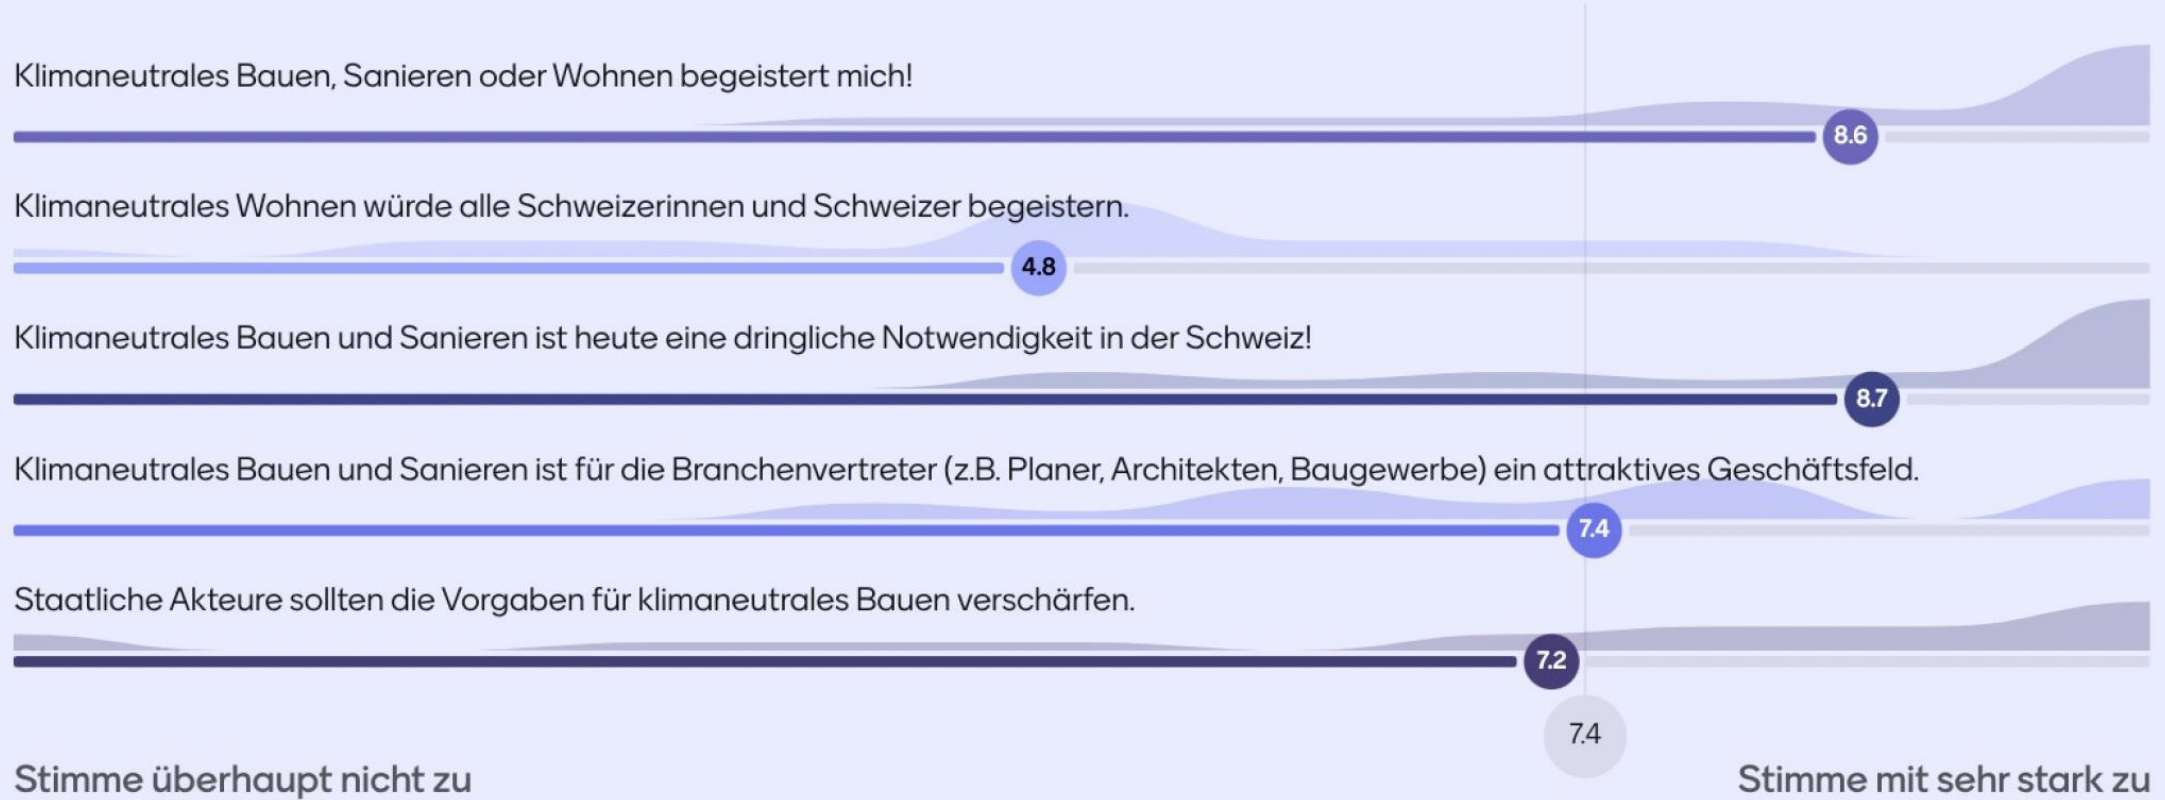 Klimaneutrales Bauen, Sanieren oder Wohnen begeistert mich!
8.6
Klimaneutrales Wohnen würde alle Schweizerinnen und Schweizer begeistern.
4.8
Klimaneutrales Bauen und Sanieren ist heute eine dringliche Notwendigkeit in der Schweiz!
8.7
Klimaneutrales Bauen und Sanieren ist für die Branchenvertreter (z.B. Planer, Architekten, Baugewerbe) ein attraktives Geschäftsfeld.
7.4
Staatliche Akteure sollten die Vorgaben für klimaneutrales Bauen verschärfen.
7.2
7.4
Stimme überhaupt nicht zu
Stimme mit sehr stark zu